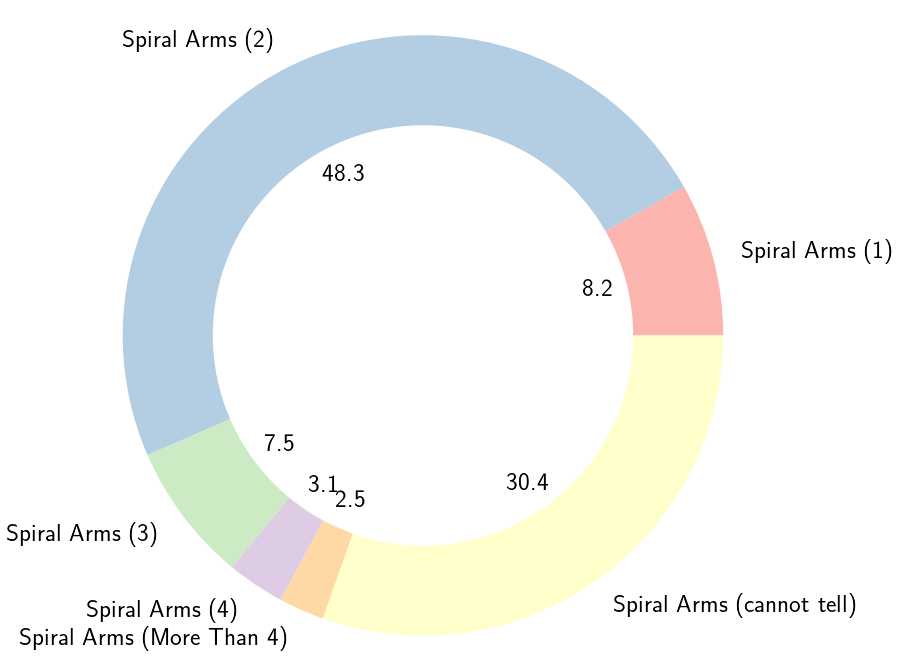 Spiral Arms (2)
48.3
Spiral Arms (1)
8.2
7.5
3.1
2.5
30.4
Spiral Arms (3)
Spiral Arms (cannot tell)
Spiral Arms (4)
Spiral Arms (More Than 4)